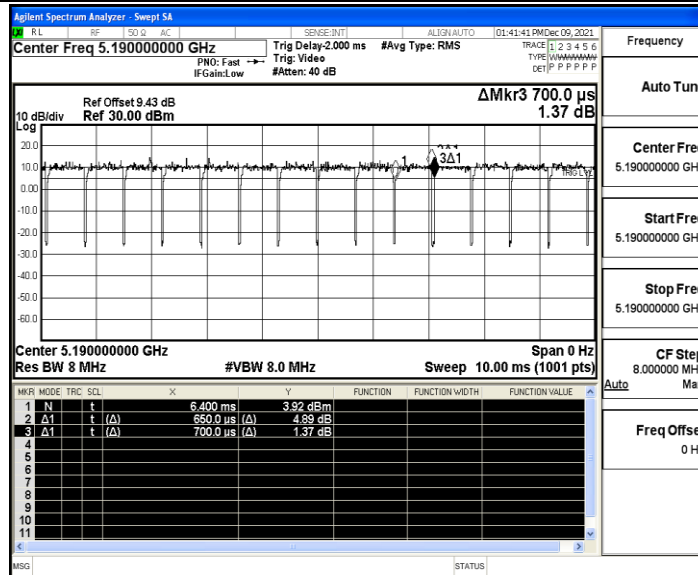 Agilent Spectrum Analyzer - Swept SA
RL RF 50 Ω AC SENSE:INT ALIGN AUTO 01:41:41 PM Dec 09, 2021
Center Freq 5.190000000 GHz
PNO: Fast
IFGain:Low
Trig Delay-2.000 ms
Trig: Video
#Atten: 40 dB
#Avg Type: RMS
TRACE 1 2 3 4 5 6
TYPE
DET P P P P P P
Ref Offset 9.43 dB
10 dB/div Ref 30.00 dBm
Log
ΔMkr3 700.0 µs
1.37 dB
20.0
10.0
0.00
-10.0
-20.0
-30.0
-40.0
-50.0
-60.0
1
3Δ1
TRIG LVL
Center 5.190000000 GHz Span 0 Hz
Res BW 8 MHz #VBW 8.0 MHz Sweep 10.00 ms (1001 pts)
MKR MODE TRC SCL X Y FUNCTION FUNCTION WIDTH FUNCTION VALUE
1 N t 6.400 ms 3.92 dBm
2 Δ1 t (Δ) 650.0 µs (Δ) 4.89 dB
3 Δ1 t (Δ) 700.0 µs (Δ) 1.37 dB
4
5
6
7
8
9
10
11
MSG STATUS
Frequency
Auto Tun
Center Fre
5.190000000 GH
Start Fre
5.190000000 GH
Stop Fre
5.190000000 GH
CF Step
8.000000 MH
Auto Ma
Freq Offse
0 H